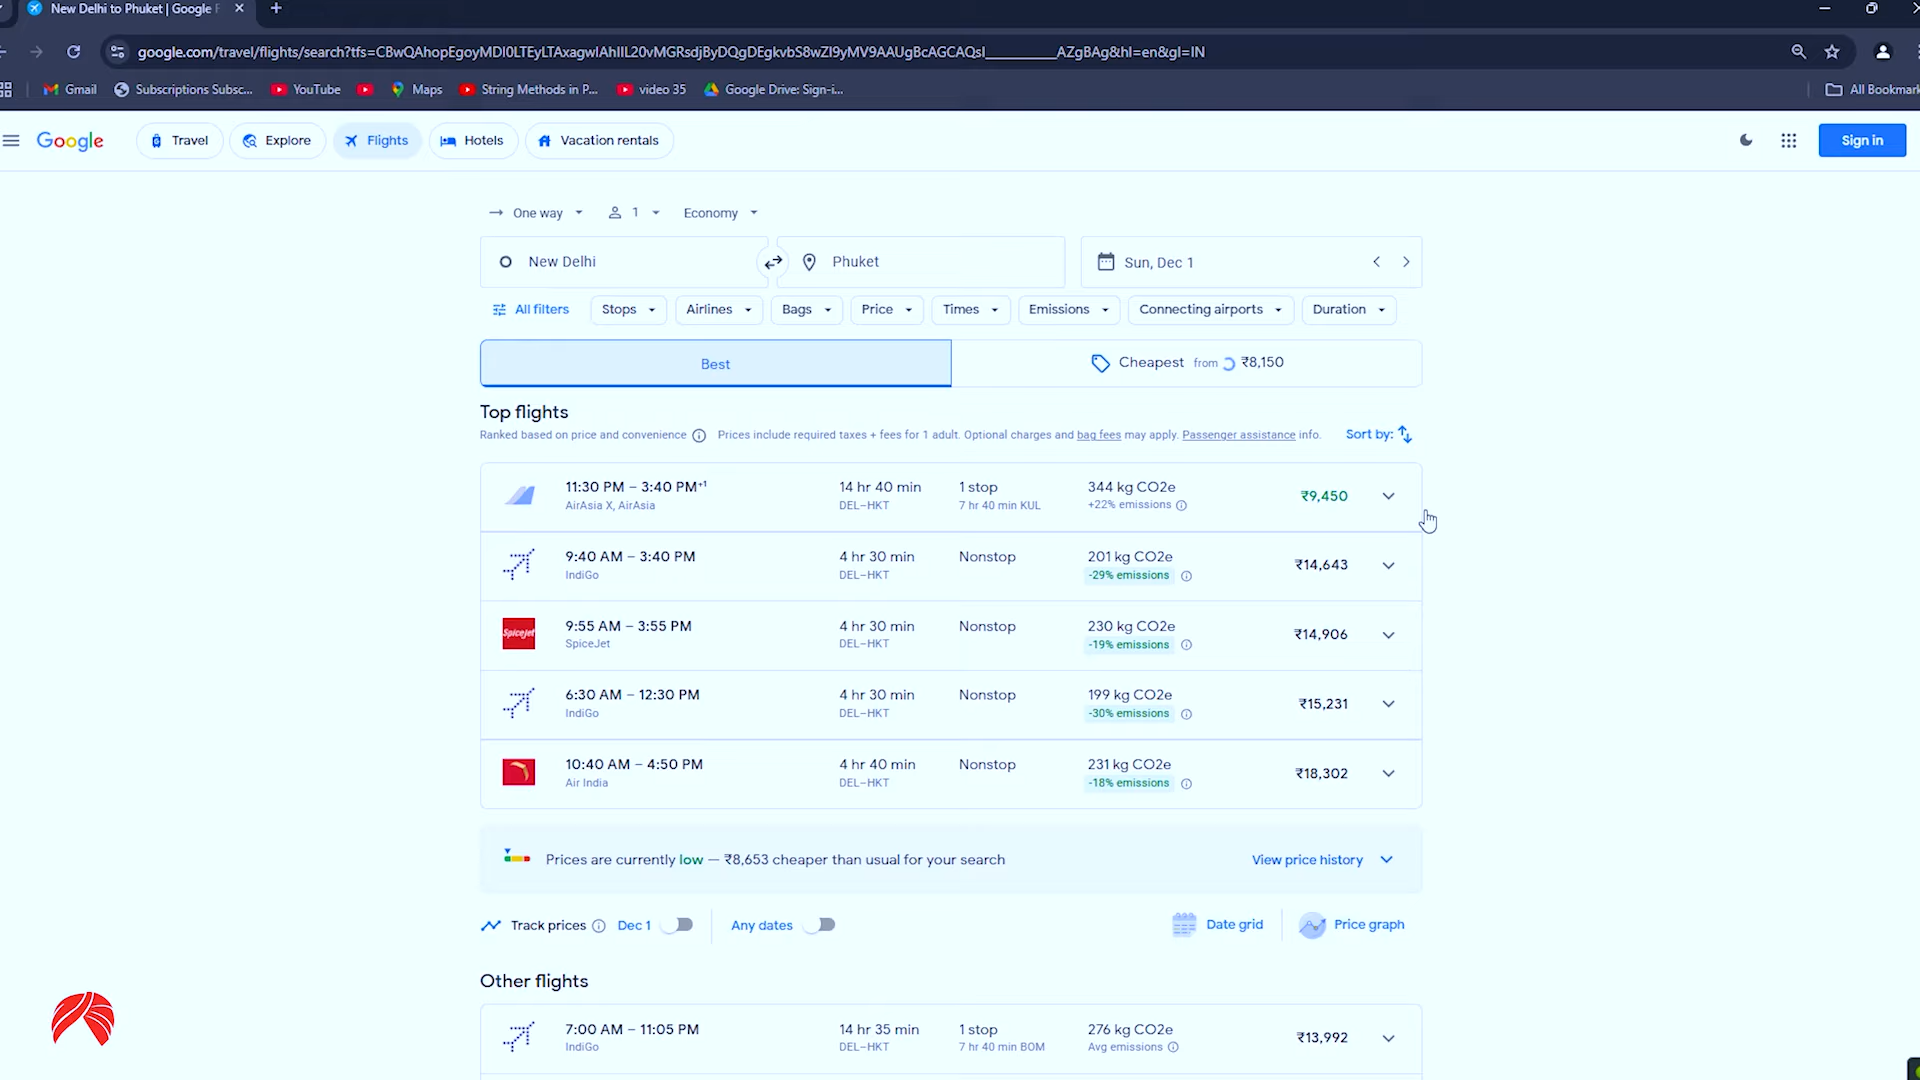 New Delhi to Phuket | Google F
google.com/travel/flights/search?tfs=CBwQAhopEgoyMDI0LTEyLTAxagwIAhIIL20vMGRsdjByDQgDEgkvbS8wZl9yMV9AAUgBcAGCAQsI___________AZgBAg&hl=en&gl=IN
Gmail Subscriptions Subsc... YouTube Maps String Methods in P... video 35 Google Drive: Sign-i... All Bookmark
Google Travel Explore Flights Hotels Vacation rentals Sign in
One way 1 Economy
New Delhi Phuket Sun, Dec 1
All filters Stops Airlines Bags Price Times Emissions Connecting airports Duration
Best Cheapest from ₹8,150
Top flights
Ranked based on price and convenience Prices include required taxes + fees for 1 adult. Optional charges and bag fees may apply. Passenger assistance info. Sort by:
11:30 PM – 3:40 PM+1 14 hr 40 min 1 stop 344 kg CO2e ₹9,450
AirAsia X, AirAsia DEL–HKT 7 hr 40 min KUL +22% emissions
9:40 AM – 3:40 PM 4 hr 30 min Nonstop 201 kg CO2e ₹14,643
IndiGo DEL–HKT -29% emissions
SpiceJet 9:55 AM – 3:55 PM 4 hr 30 min Nonstop 230 kg CO2e ₹14,906
SpiceJet DEL–HKT -19% emissions
6:30 AM – 12:30 PM 4 hr 30 min Nonstop 199 kg CO2e ₹15,231
IndiGo DEL–HKT -30% emissions
10:40 AM – 4:50 PM 4 hr 40 min Nonstop 231 kg CO2e ₹18,302
Air India DEL–HKT -18% emissions
Prices are currently low — ₹8,653 cheaper than usual for your search View price history
Track prices Dec 1 Any dates Date grid Price graph
Other flights
7:00 AM – 11:05 PM 14 hr 35 min 1 stop 276 kg CO2e ₹13,992
IndiGo DEL–HKT 7 hr 40 min BOM Avg emissions